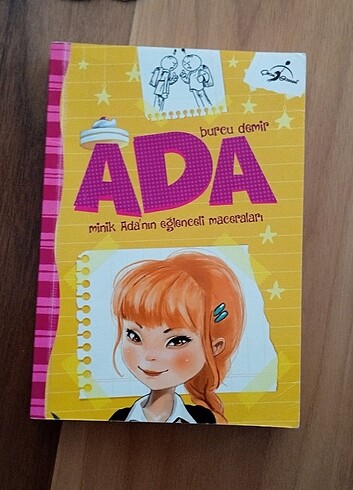 burcu demir
ADA
minik Ada'nın eğlenceli maceraları